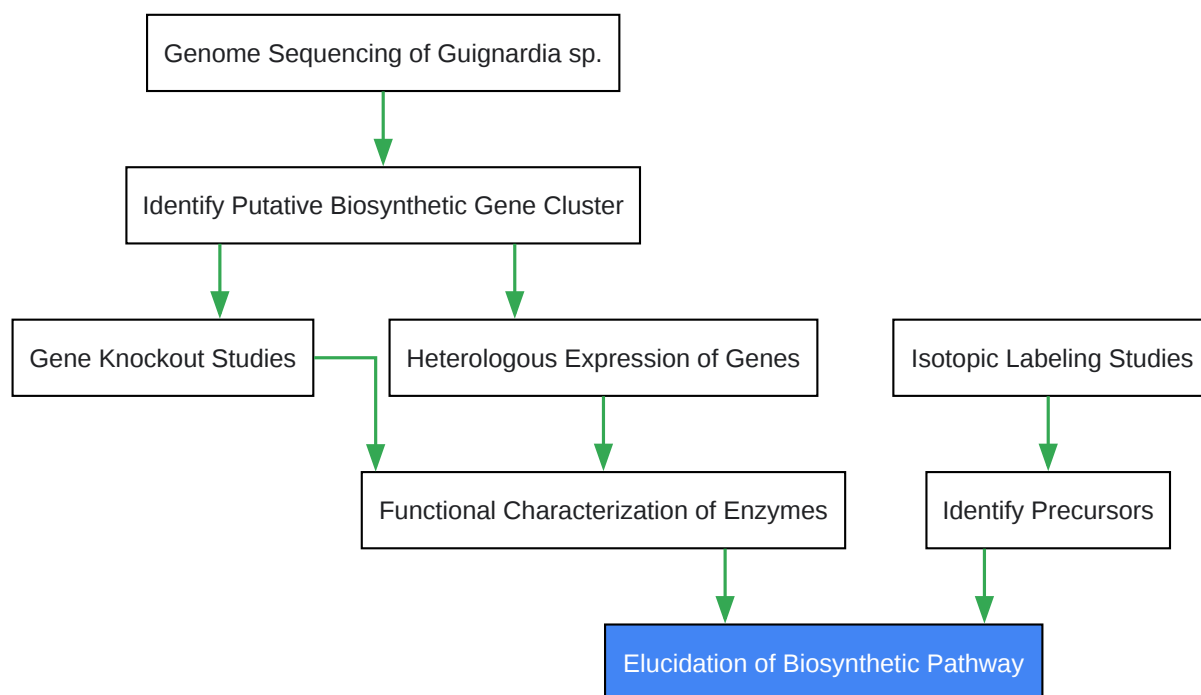 Genome Sequencing of Guignardia sp.
Identify Putative Biosynthetic Gene Cluster
Gene Knockout Studies
Heterologous Expression of Genes
Isotopic Labeling Studies
Functional Characterization of Enzymes
Identify Precursors
Elucidation of Biosynthetic Pathway